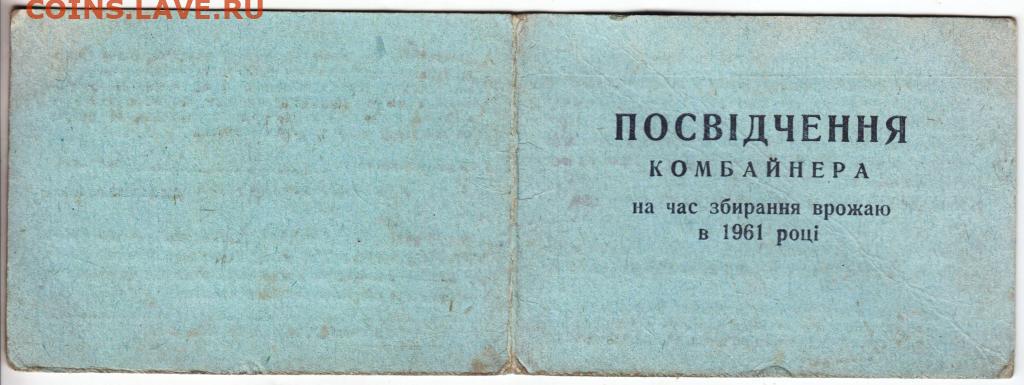 COINS.LAVE.RU
ПОСВІДЧЕННЯ
КОМБАЙНЕРА
на час збирання врожаю
в 1961 році